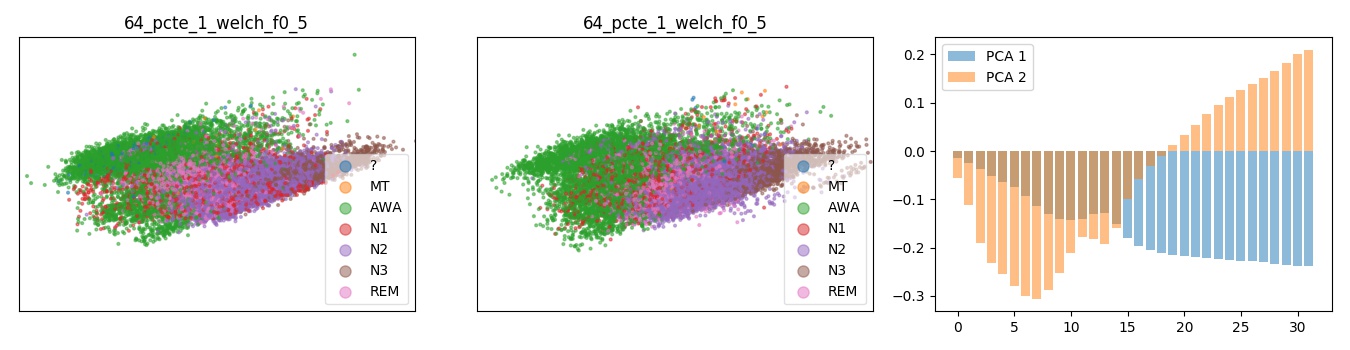 64_pcte_1_welch_f0_5
?
MT
AWA
N1
N2
N3
REM
64_pcte_1_welch_f0_5
?
MT
AWA
N1
N2
N3
REM
PCA 1
PCA 2
0.2
0.1
0.0
−0.1
−0.2
−0.3
0 5 10 15 20 25 30